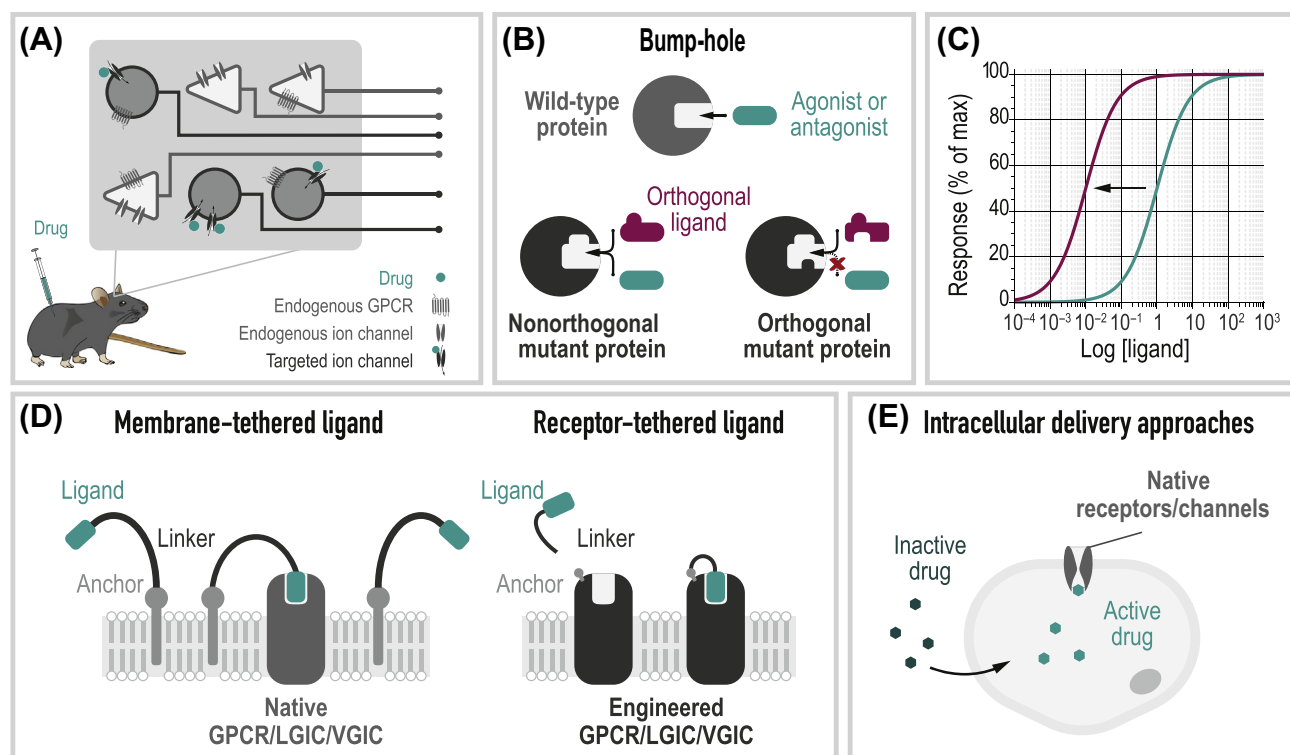 (A)
Drug
Drug
Endogenous GPCR
Endogenous ion channel
Targeted ion channel
(B)
Bump-hole
Wild-type
protein
Agonist or
antagonist
Orthogonal
ligand
Nonorthogonal
mutant protein
Orthogonal
mutant protein
(C)
Response (% of max)
100
80
60
40
20
0
10⁻⁴ 10⁻³ 10⁻² 10⁻¹ 1 10 10² 10³
Log [ligand]
(D)
Membrane–tethered ligand
Ligand
Linker
Anchor
Native
GPCR/LGIC/VGIC
Receptor–tethered ligand
Ligand
Linker
Anchor
Engineered
GPCR/LGIC/VGIC
(E)
Intracellular delivery approaches
Native
receptors/channels
Inactive
drug
Active
drug